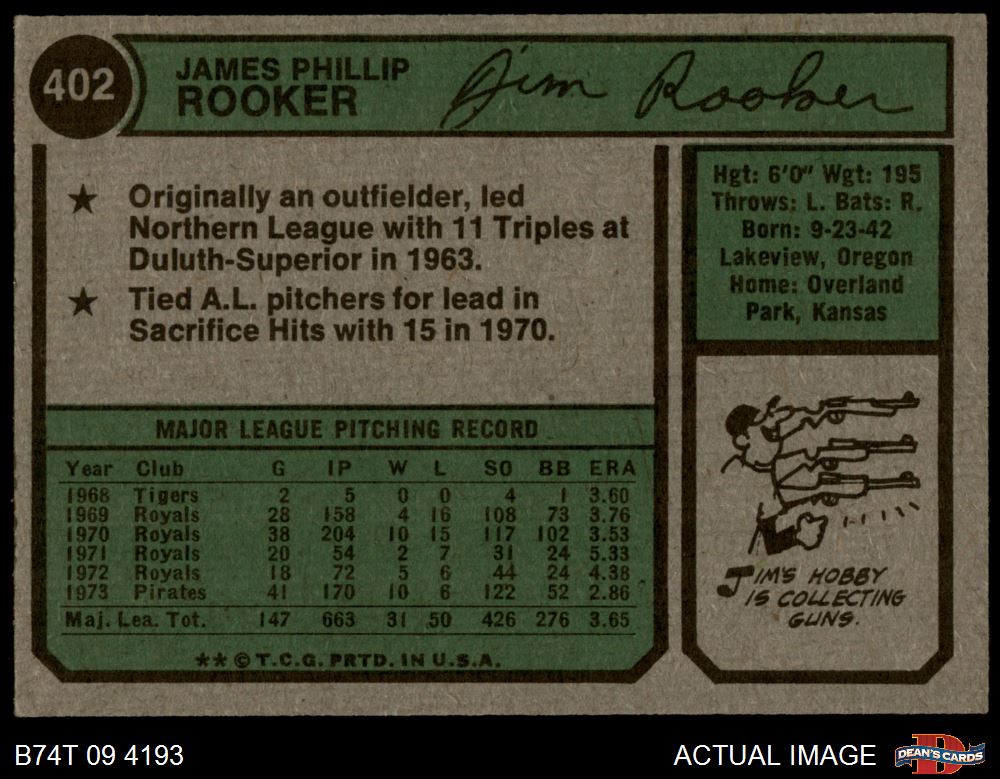 402
JAMES PHILLIP
ROOKER
Jim Rooker
★ Originally an outfielder, led
Northern League with 11 Triples at
Duluth-Superior in 1963.
★ Tied A.L. pitchers for lead in
Sacrifice Hits with 15 in 1970.
Hgt: 6'0" Wgt: 195
Throws: L. Bats: R.
Born: 9-23-42
Lakeview, Oregon
Home: Overland
Park, Kansas
MAJOR LEAGUE PITCHING RECORD
Year Club G IP W L SO BB ERA
1968 Tigers 2 5 0 0 4 1 3.60
1969 Royals 28 158 4 16 108 73 3.76
1970 Royals 38 204 10 15 117 102 3.53
1971 Royals 20 54 2 7 31 24 5.33
1972 Royals 18 72 5 6 44 24 4.38
1973 Pirates 41 170 10 6 122 52 2.86
Maj. Lea. Tot. 147 663 31 50 426 276 3.65
** © T.C.G. PRTD. IN U.S.A.
JIM'S HOBBY
IS COLLECTING
GUNS.
B74T 09 4193
ACTUAL IMAGE
DEAN'S CARDS